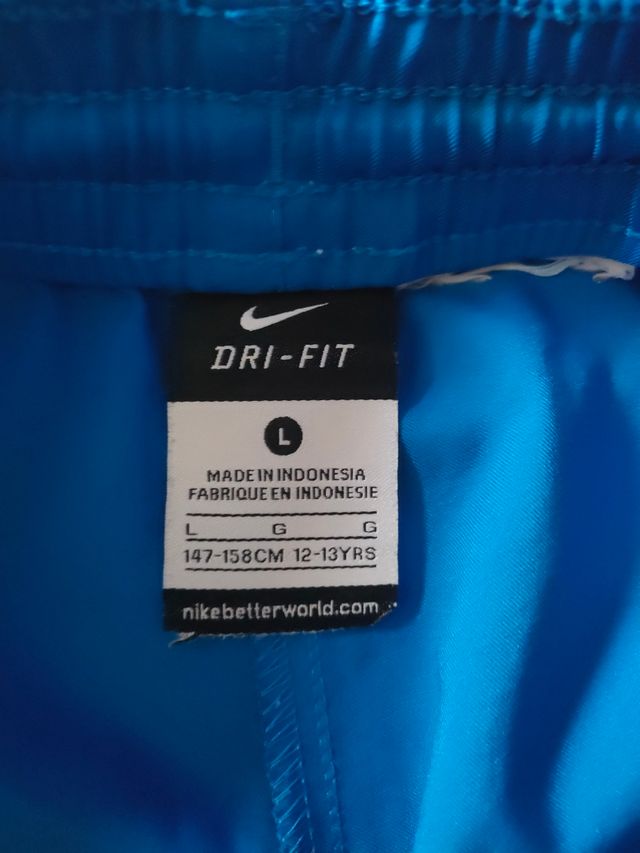 DRI-FIT
L
MADE IN INDONESIA
FABRIQUE EN INDONESIE
L G G
147-158CM 12-13YRS
nikebetterworld.com